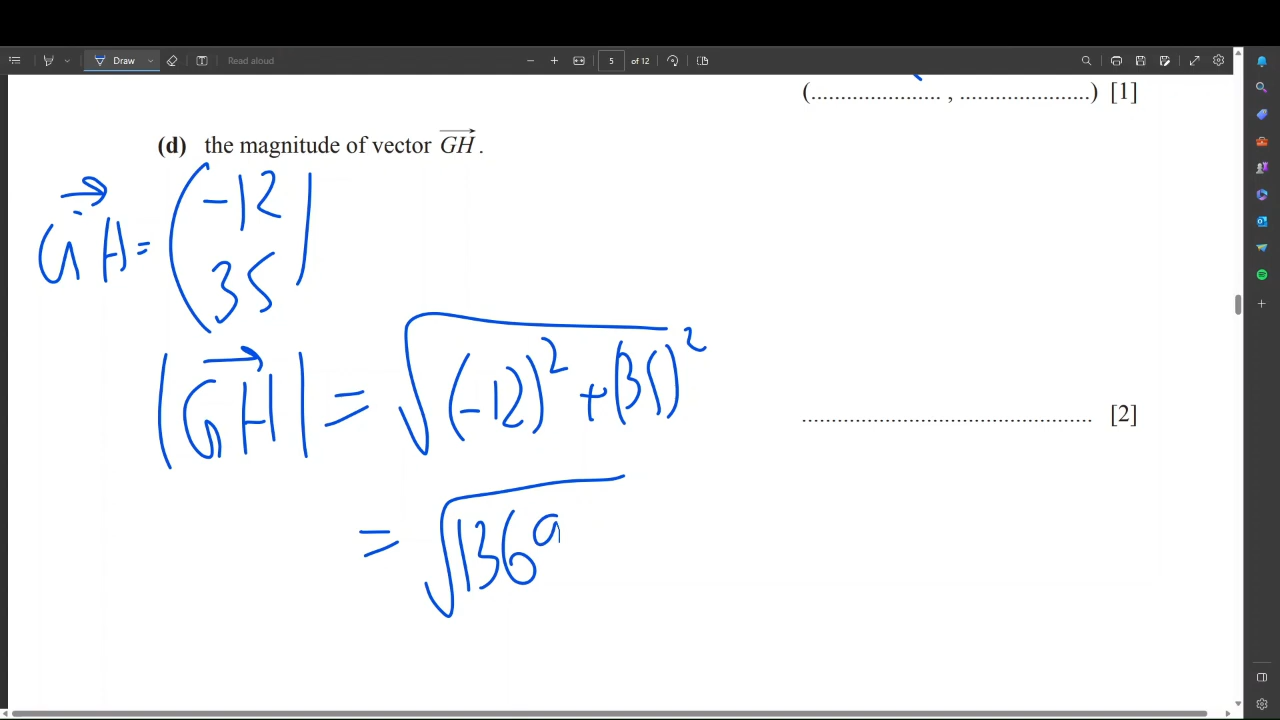 Draw
Read aloud
5 of 12
(...................... , ......................) [1]
(d) the magnitude of vector GH.
GH = (-12
35)
|GH| = √(-12)² + (35)²
.............................................. [2]
= √1369